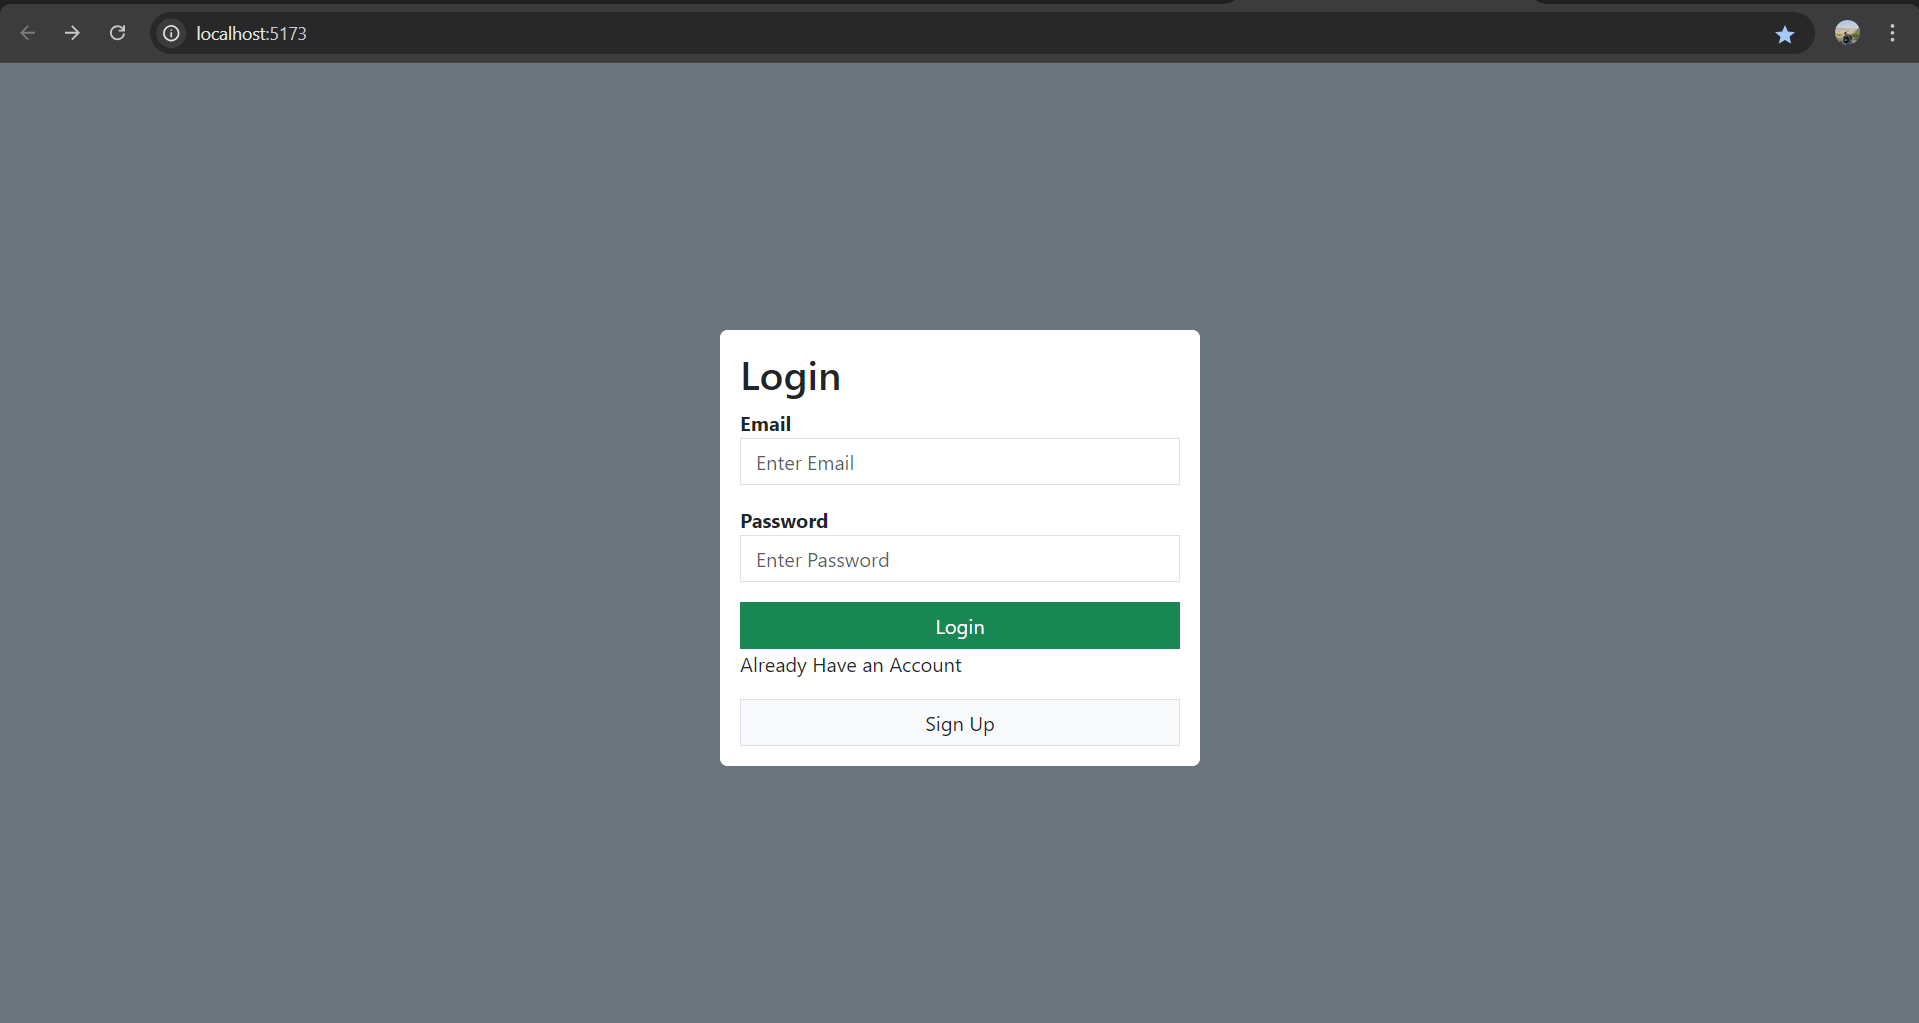 localhost:5173
Login
Email
Enter Email
Password
Enter Password
Login
Already Have an Account
Sign Up